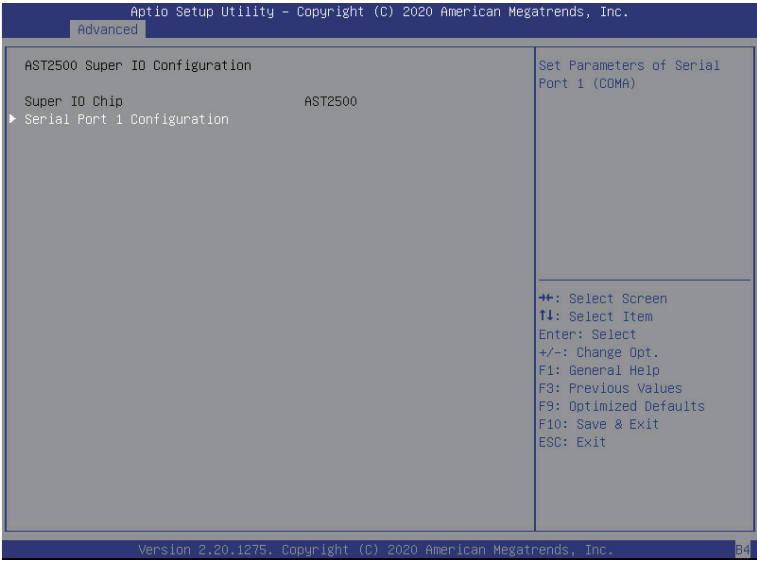 Aptio Setup Utility – Copyright (C) 2020 American Megatrends, Inc.
Advanced
AST2500 Super IO Configuration
Super IO Chip AST2500
▶ Serial Port 1 Configuration
Set Parameters of Serial
Port 1 (COMA)
→←: Select Screen
↑↓: Select Item
Enter: Select
+/-: Change Opt.
F1: General Help
F3: Previous Values
F9: Optimized Defaults
F10: Save & Exit
ESC: Exit
Version 2.20.1275. Copyright (C) 2020 American Megatrends, Inc.
B4